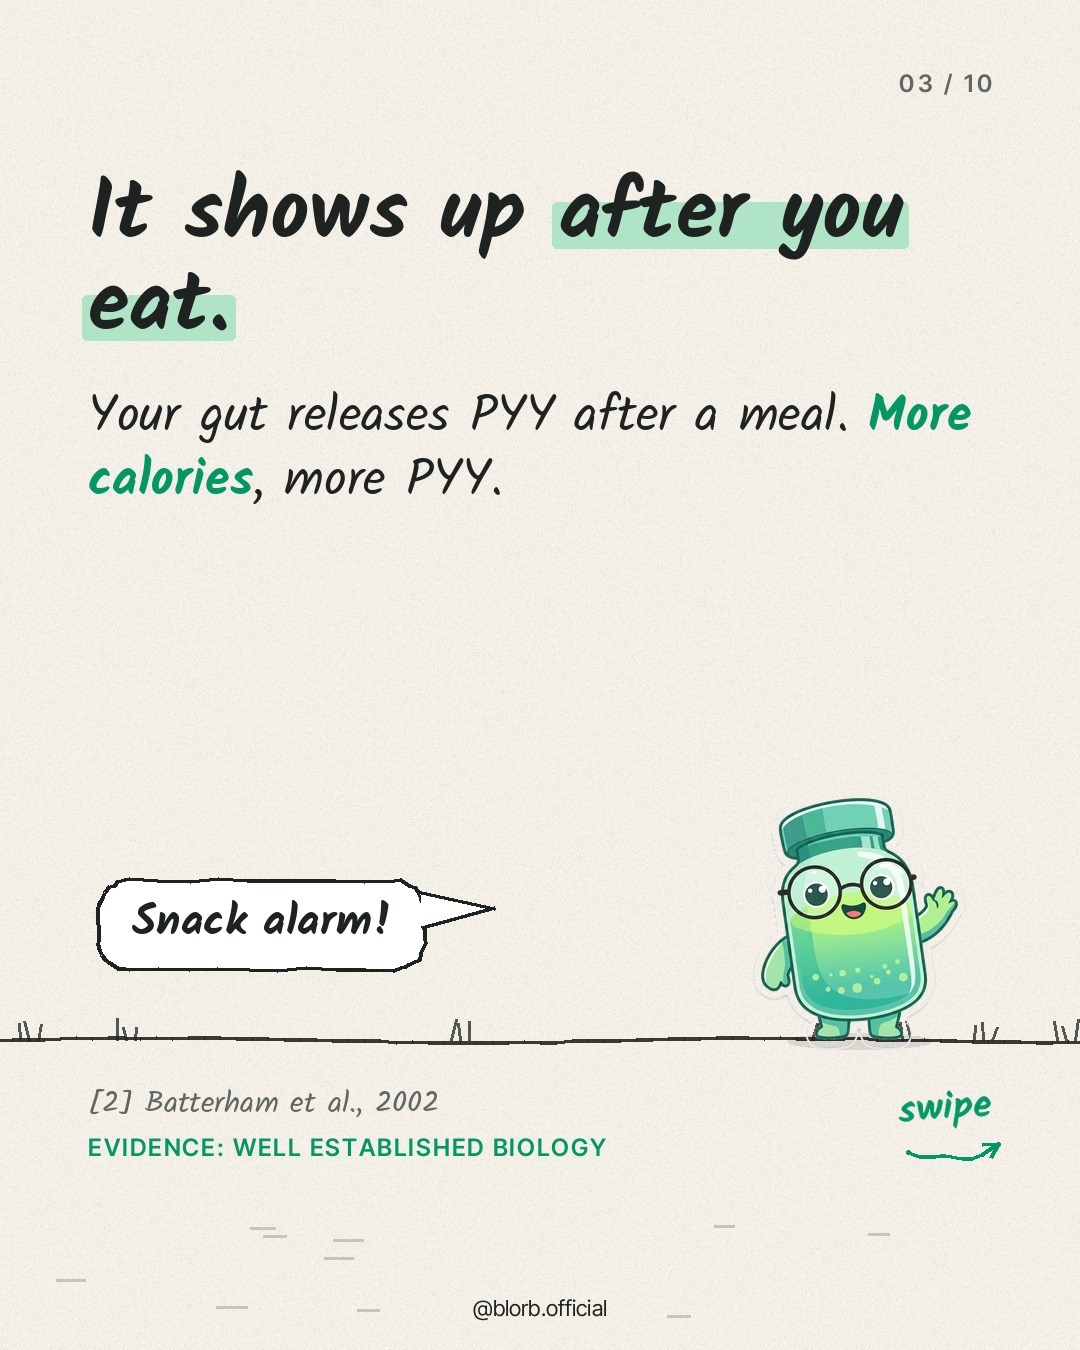 03 / 10
It shows up after you
eat.
Your gut releases PYY after a meal. More
calories, more PYY.
Snack alarm!
[2] Batterham et al., 2002
EVIDENCE: WELL ESTABLISHED BIOLOGY
swipe
@blorb.official